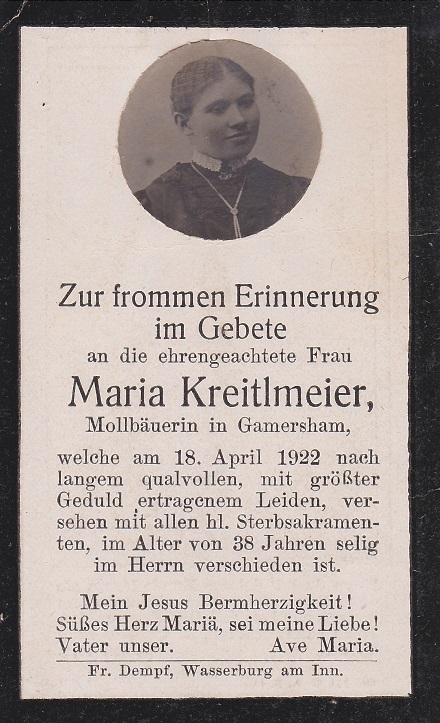 Zur frommen Erinnerung
im Gebete
an die ehrengeachtete Frau
Maria Kreitlmeier,
Mollbäuerin in Gamersham,
welche am 18. April 1922 nach
langem qualvollen, mit größter
Geduld ertragenem Leiden, ver-
sehen mit allen hl. Sterbsakramen-
ten, im Alter von 38 Jahren selig
im Herrn verschieden ist.
Mein Jesus Bermherzigkeit!
Süßes Herz Mariä, sei meine Liebe!
Vater unser. Ave Maria.
Fr. Dempf, Wasserburg am Inn.